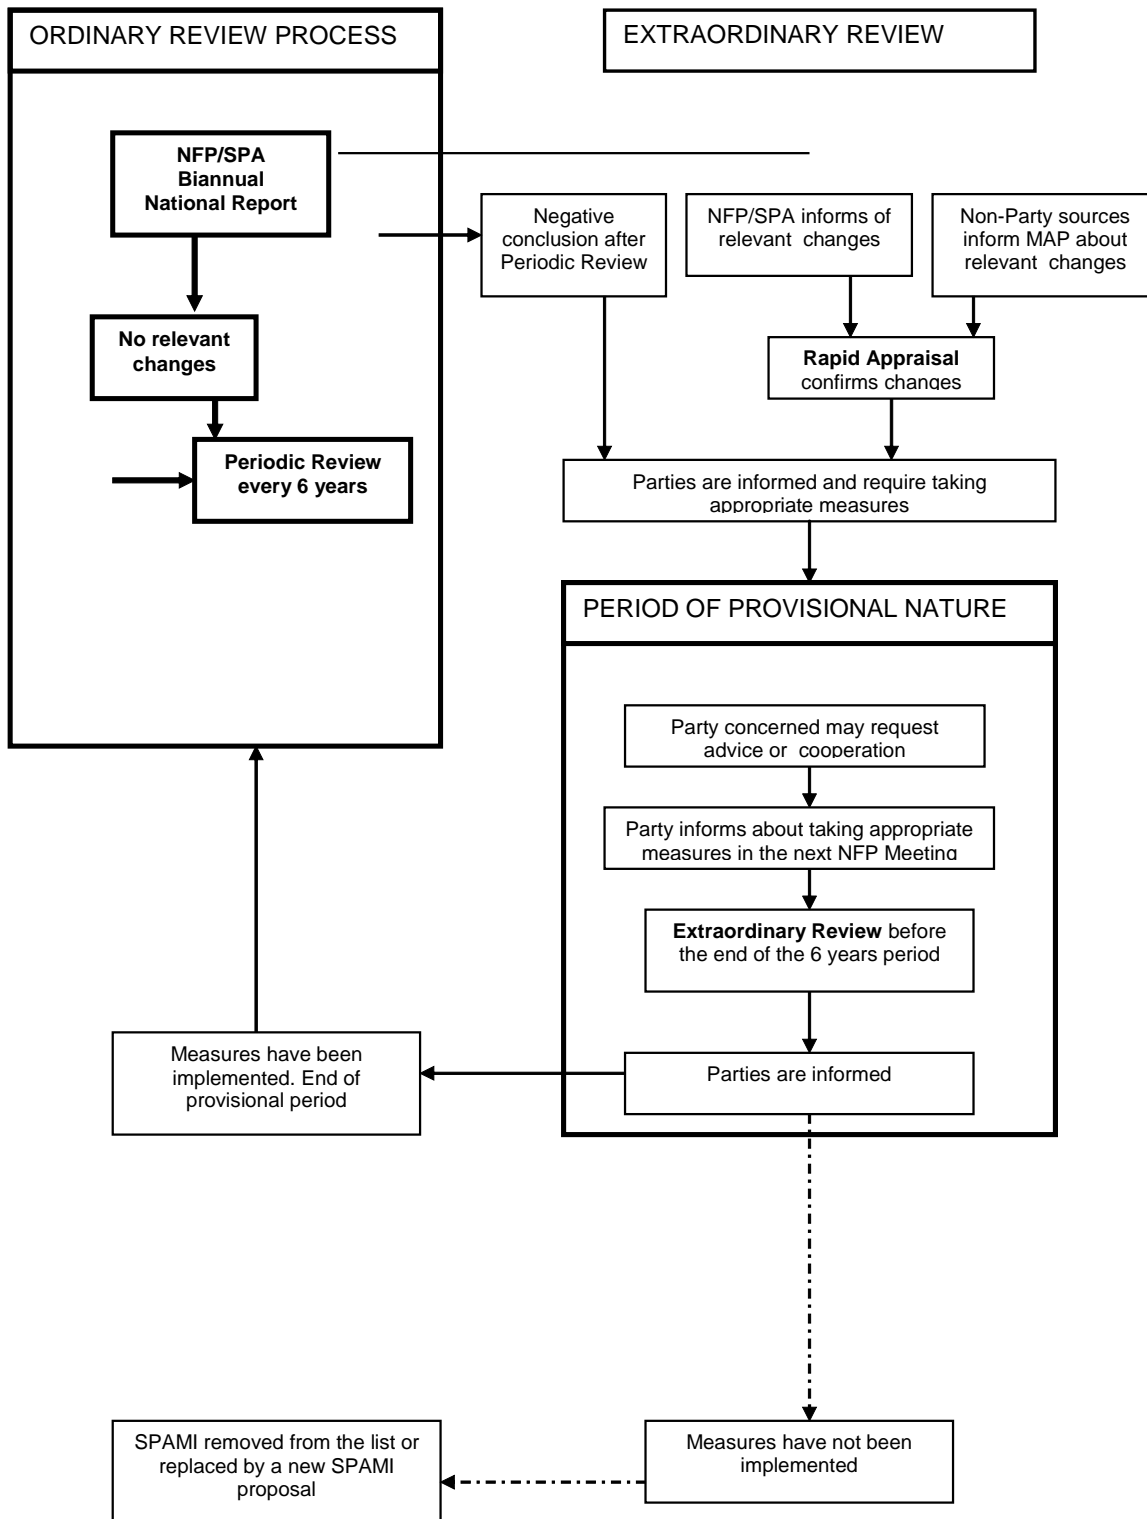 ORDINARY REVIEW PROCESS
EXTRAORDINARY REVIEW
NFP/SPA
Biannual
National Report
No relevant
changes
Periodic Review
every 6 years
Negative
conclusion after
Periodic Review
NFP/SPA informs of
relevant changes
Non-Party sources
inform MAP about
relevant changes
Rapid Appraisal
confirms changes
Parties are informed and require taking
appropriate measures
PERIOD OF PROVISIONAL NATURE
Party concerned may request
advice or cooperation
Party informs about taking appropriate
measures in the next NFP Meeting
Extraordinary Review before
the end of the 6 years period
Parties are informed
Measures have been
implemented. End of
provisional period
Measures have not been
implemented
SPAMI removed from the list or
replaced by a new SPAMI
proposal